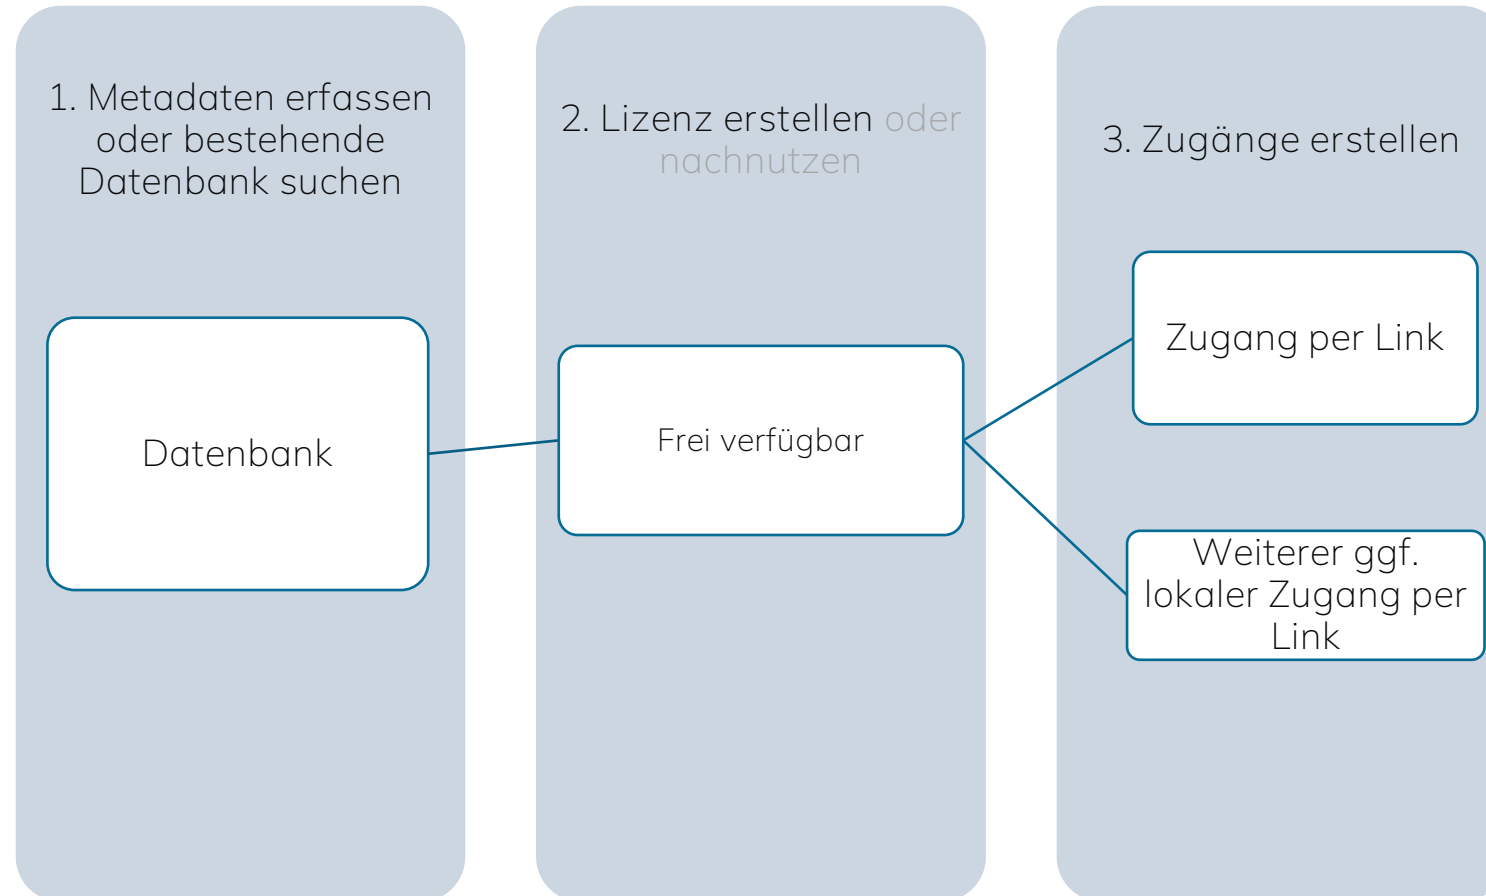 1. Metadaten erfassen
oder bestehende
Datenbank suchen
2. Lizenz erstellen oder
nachnutzen
3. Zugänge erstellen
Datenbank
Frei verfügbar
Zugang per Link
Weiterer ggf.
lokaler Zugang per
Link